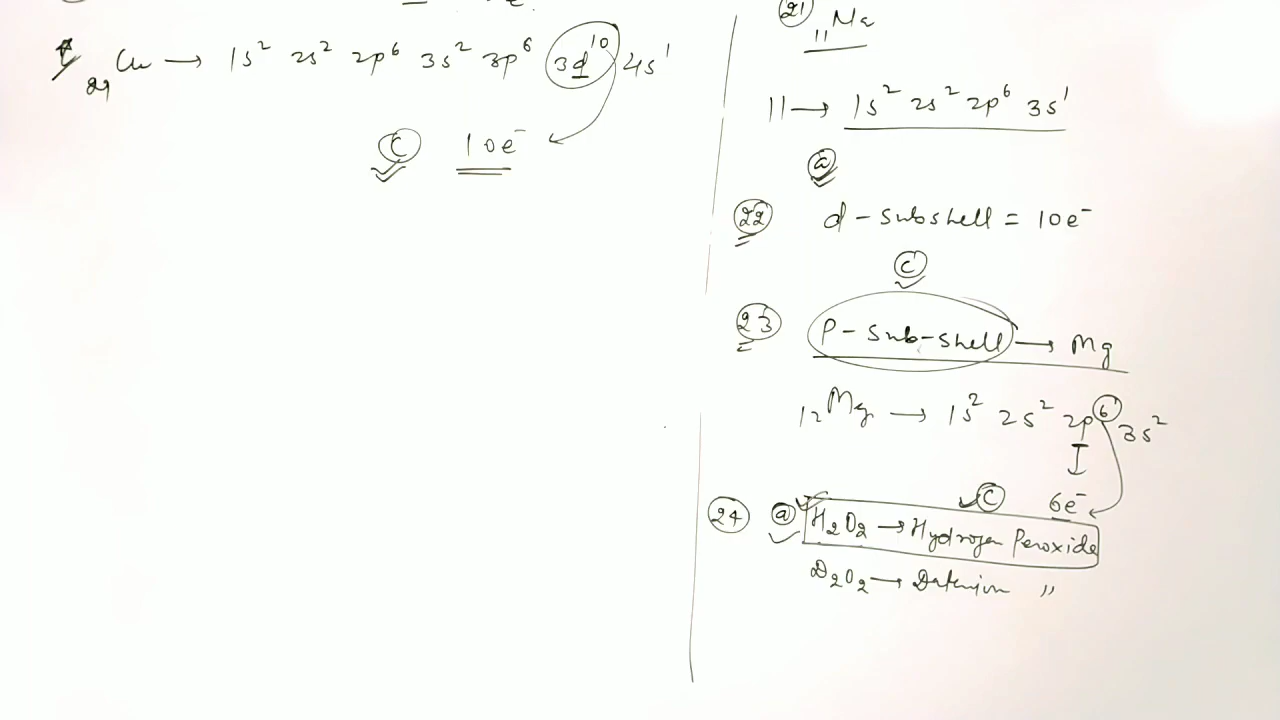 ₂₉Cu → 1s² 2s² 2p⁶ 3s² 3p⁶ 3d¹⁰ 4s¹
c 10e⁻
21 ₁₁Na
11 → 1s² 2s² 2p⁶ 3s¹
a
22 d - subshell = 10e⁻
c
23 P - sub-shell → Mg
₁₂Mg → 1s² 2s² 2p⁶ 3s²
c 6e⁻
24 a H₂O₂ → Hydrogen Peroxide
D₂O₂ → "